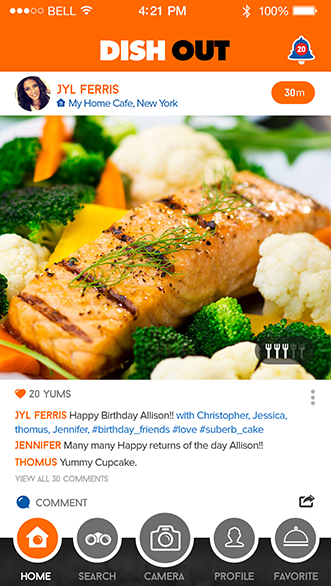 BELL 4:21 PM 100%
DISH OUT
20
JYL FERRIS
30m
My Home Cafe, New York
20 YUMS
JYL FERRIS Happy Birthday Allison!! with Christopher, Jessica,
thomus, Jennifer, #birthday_friends #love #suberb_cake
JENNIFER Many many Happy returns of the day Allison!!
THOMUS Yummy Cupcake.
VIEW ALL 30 COMMENTS
COMMENT
HOME SEARCH CAMERA PROFILE FAVORITE